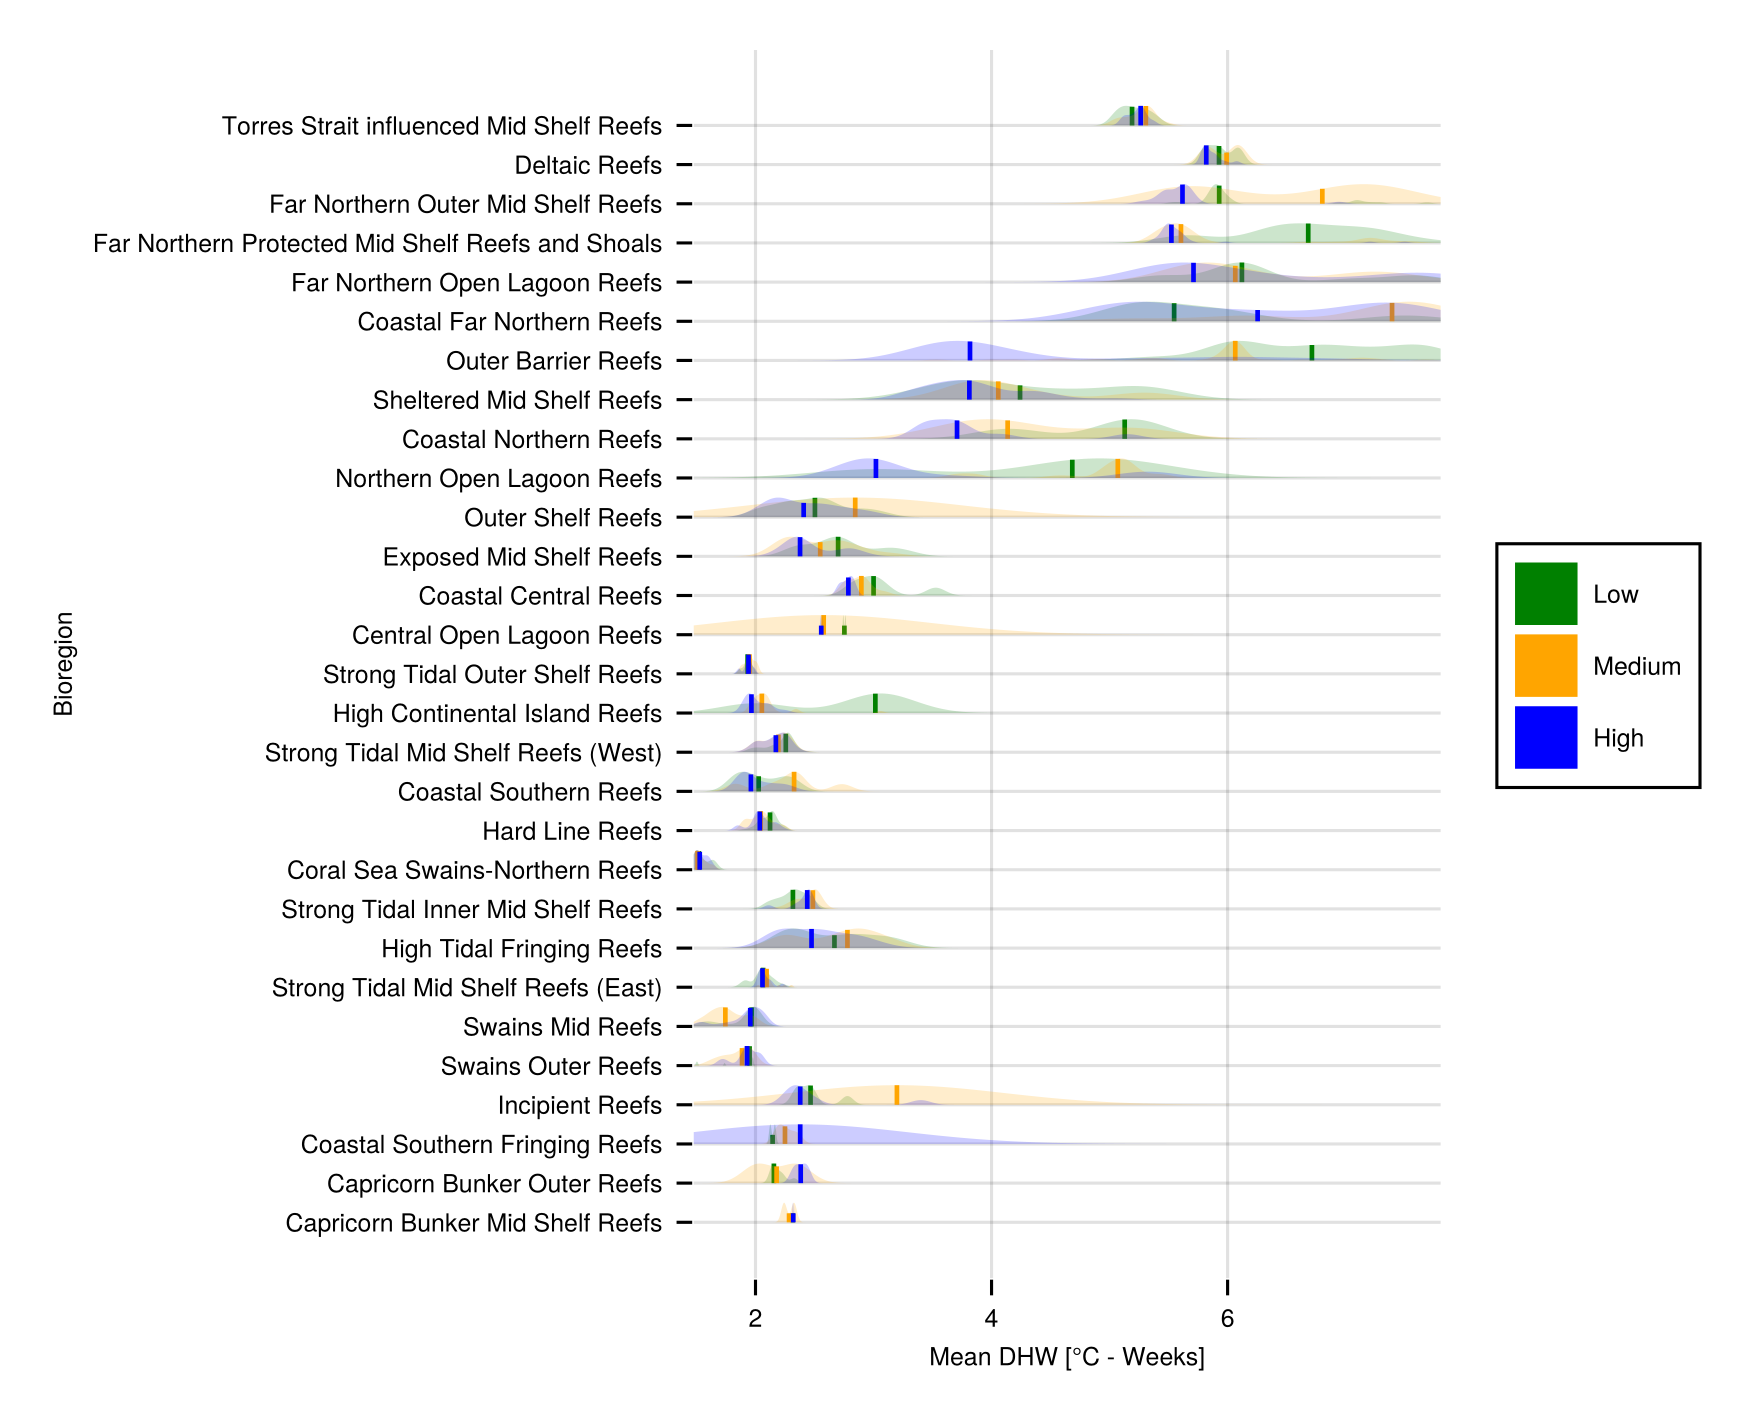 Torres Strait influenced Mid Shelf Reefs
Deltaic Reefs
Far Northern Outer Mid Shelf Reefs
Far Northern Protected Mid Shelf Reefs and Shoals
Far Northern Open Lagoon Reefs
Coastal Far Northern Reefs
Outer Barrier Reefs
Sheltered Mid Shelf Reefs
Coastal Northern Reefs
Northern Open Lagoon Reefs
Outer Shelf Reefs
Exposed Mid Shelf Reefs
Coastal Central Reefs
Central Open Lagoon Reefs
Strong Tidal Outer Shelf Reefs
High Continental Island Reefs
Strong Tidal Mid Shelf Reefs (West)
Coastal Southern Reefs
Hard Line Reefs
Coral Sea Swains-Northern Reefs
Strong Tidal Inner Mid Shelf Reefs
High Tidal Fringing Reefs
Strong Tidal Mid Shelf Reefs (East)
Swains Mid Reefs
Swains Outer Reefs
Incipient Reefs
Coastal Southern Fringing Reefs
Capricorn Bunker Outer Reefs
Capricorn Bunker Mid Shelf Reefs
Bioregion
2 4 6
Mean DHW [°C - Weeks]
Low
Medium
High